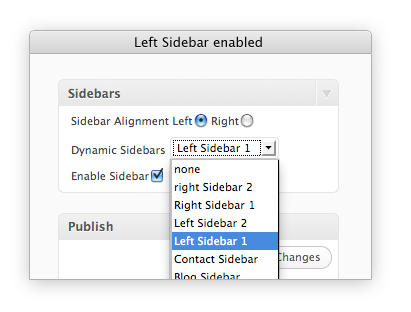 Left Sidebar enabled
Sidebars
Sidebar Alignment Left Right
Dynamic Sidebars Left Sidebar 1
Enable Sidebar
none
right Sidebar 2
Right Sidebar 1
Left Sidebar 2
Left Sidebar 1
Contact Sidebar
Blog Sidebar
Publish
Changes